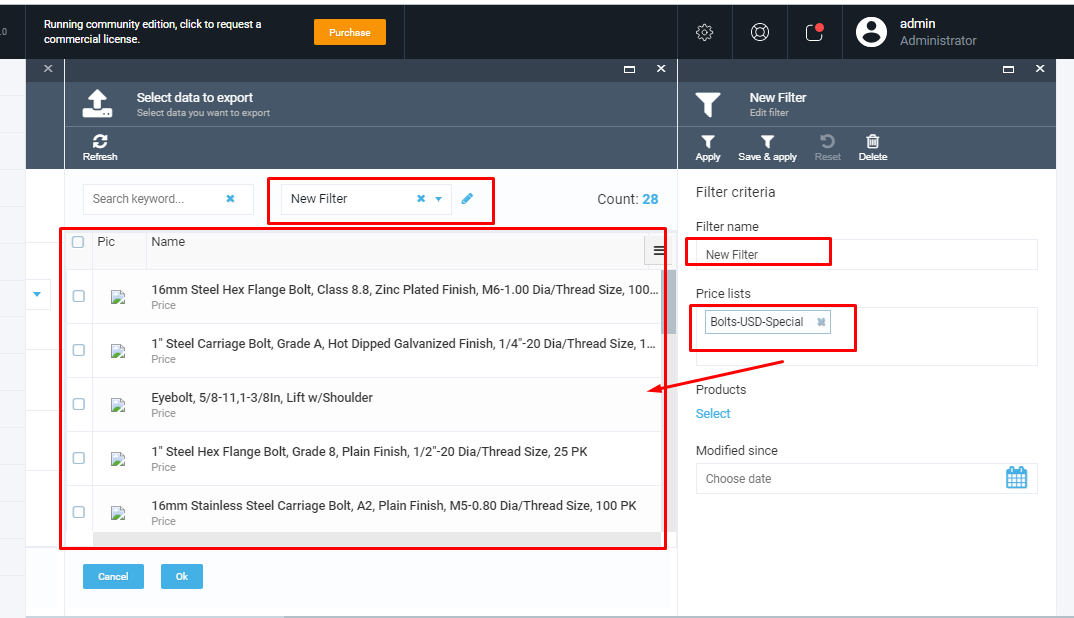 .0
Running community edition, click to request a
commercial license.
Purchase
admin
Administrator
Select data to export
Select data you want to export
Refresh
Search keyword...
New Filter
Count: 28
Pic Name
16mm Steel Hex Flange Bolt, Class 8.8, Zinc Plated Finish, M6-1.00 Dia/Thread Size, 100...
Price
1" Steel Carriage Bolt, Grade A, Hot Dipped Galvanized Finish, 1/4"-20 Dia/Thread Size, 1...
Price
Eyebolt, 5/8-11,1-3/8In, Lift w/Shoulder
Price
1" Steel Hex Flange Bolt, Grade 8, Plain Finish, 1/2"-20 Dia/Thread Size, 25 PK
Price
16mm Stainless Steel Carriage Bolt, A2, Plain Finish, M5-0.80 Dia/Thread Size, 100 PK
Price
Cancel Ok
New Filter
Edit filter
Apply Save & apply Reset Delete
Filter criteria
Filter name
New Filter
Price lists
Bolts-USD-Special
Products
Select
Modified since
Choose date